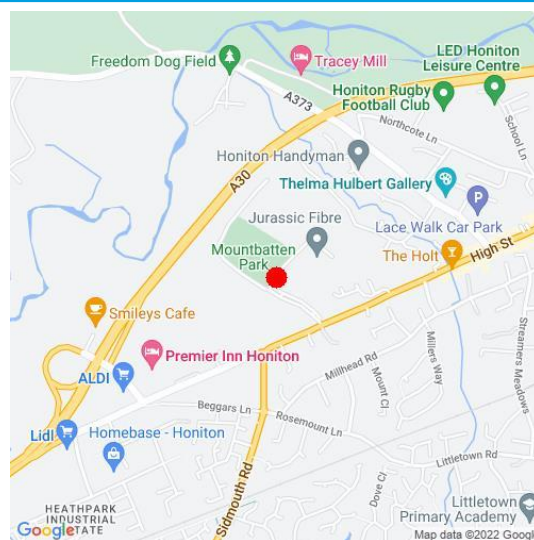 LED Honiton
Leisure Centre
Freedom Dog Field
Tracey Mill
Honiton Rugby
Football Club
A373
Northcote Ln
School Ln
Honiton Handyman
A30
Thelma Hulbert Gallery
Jurassic Fibre
Lace Walk Car Park
Mountbatten
Park
The Holt
High St
Smileys Cafe
Premier Inn Honiton
Millhead Rd
Millers Way
Streamers Meadows
ALDI
Mount Cl
Beggars Ln
Rosemount Ln
Lidl
Homebase - Honiton
Littletown Rd
Sidmouth Rd
Dove Cl
Littletown
Primary Academy
HEATHPARK
INDUSTRIAL
STATE
Google
Map data ©2022 Google